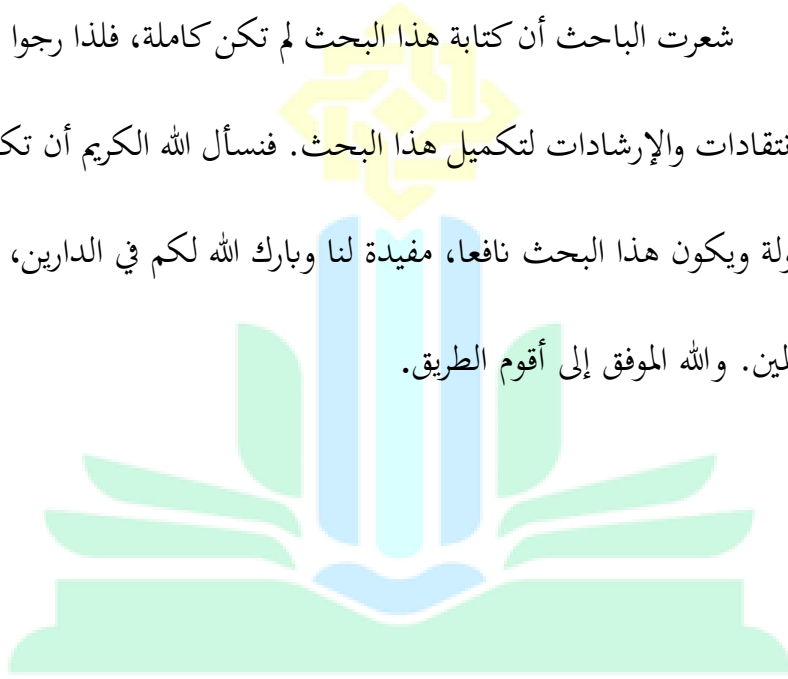 شعرت الباحث أن كتابة هذا البحث لم تكن كاملة، فلذا رجوا
نتقادات والإرشادات لتكميل هذا البحث. فنسأل الله الكريم أن تك
ولة ويكون هذا البحث نافعا، مفيدة لنا وبارك الله لكم في الدارين،
لين. والله الموفق إلى أقوم الطريق.